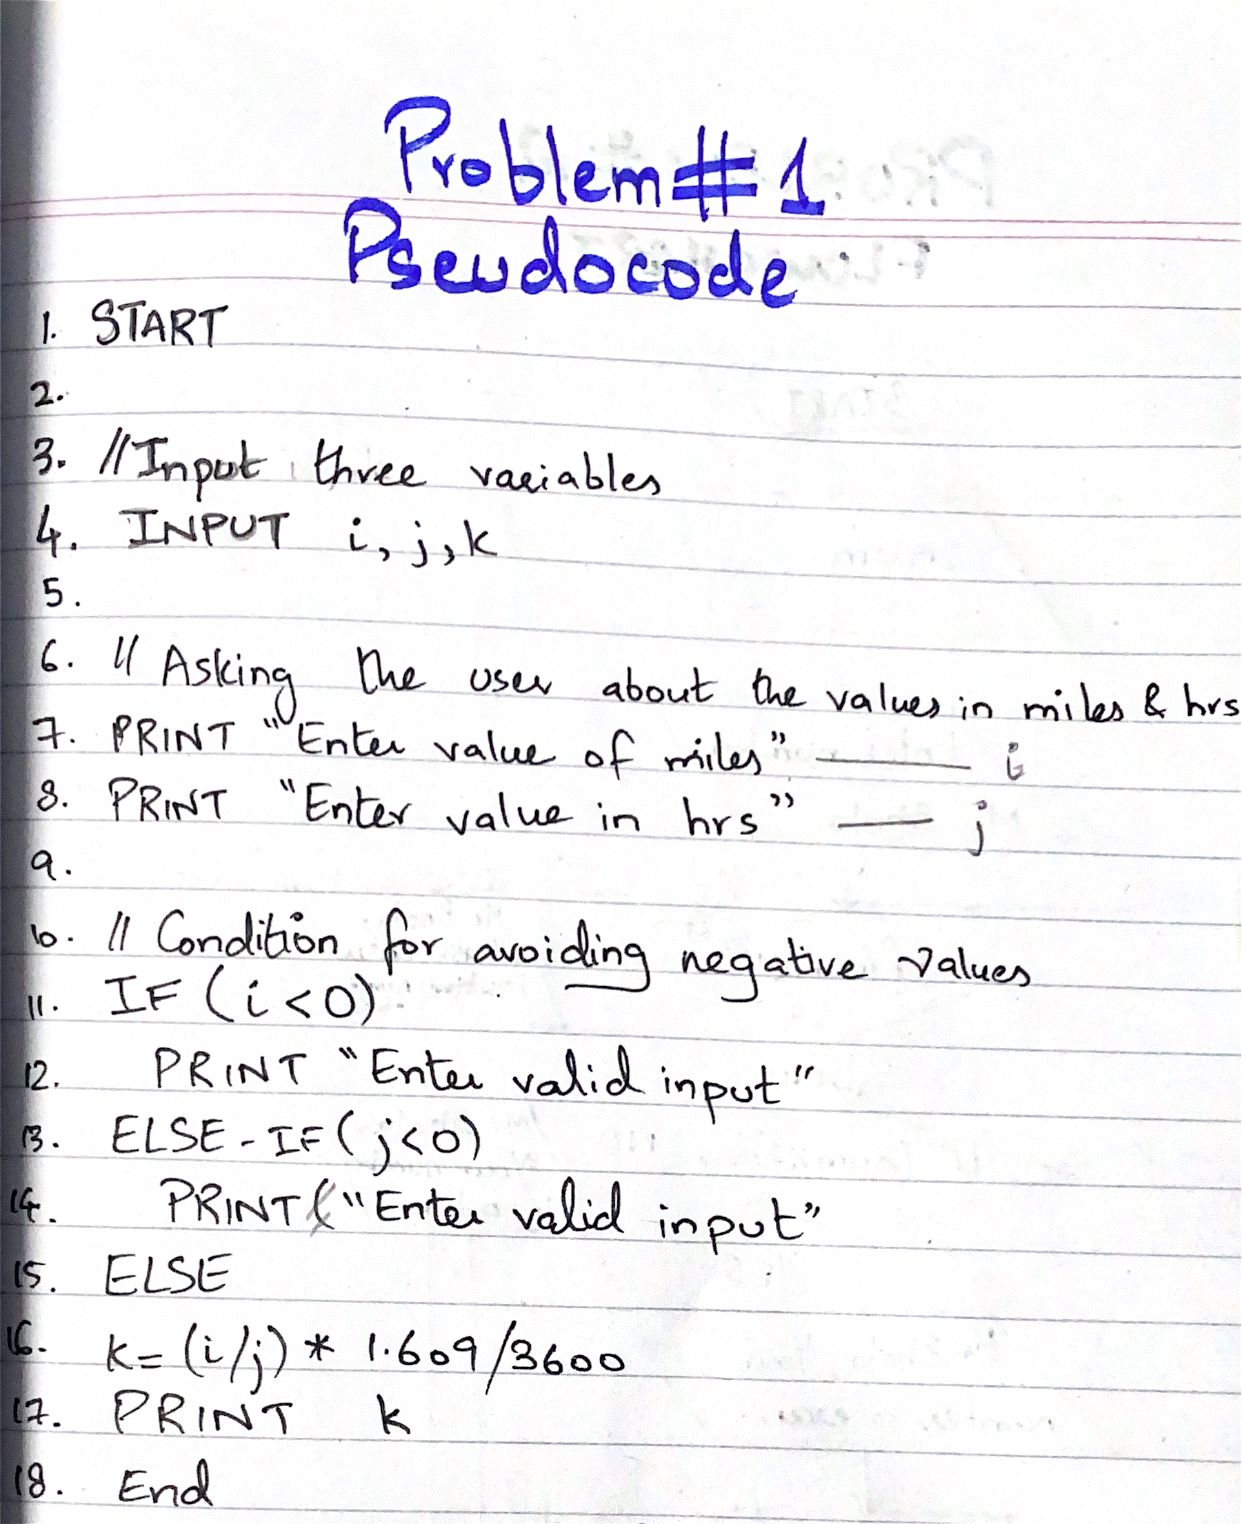 Problem # 1
Pseudocode
1. START
2.
3. //Input three variables
4. INPUT i, j, k
5.
6. // Asking the user about the values in miles & hrs
7. PRINT "Enter value of miles" —— i
8. PRINT "Enter value in hrs" —— j
9.
10. // Condition for avoiding negative values
11. IF (i<0)
12. PRINT "Enter valid input"
13. ELSE-IF (j<0)
14. PRINT "Enter valid input"
15. ELSE
16. k = (i/j) * 1.609/3600
17. PRINT k
18. End